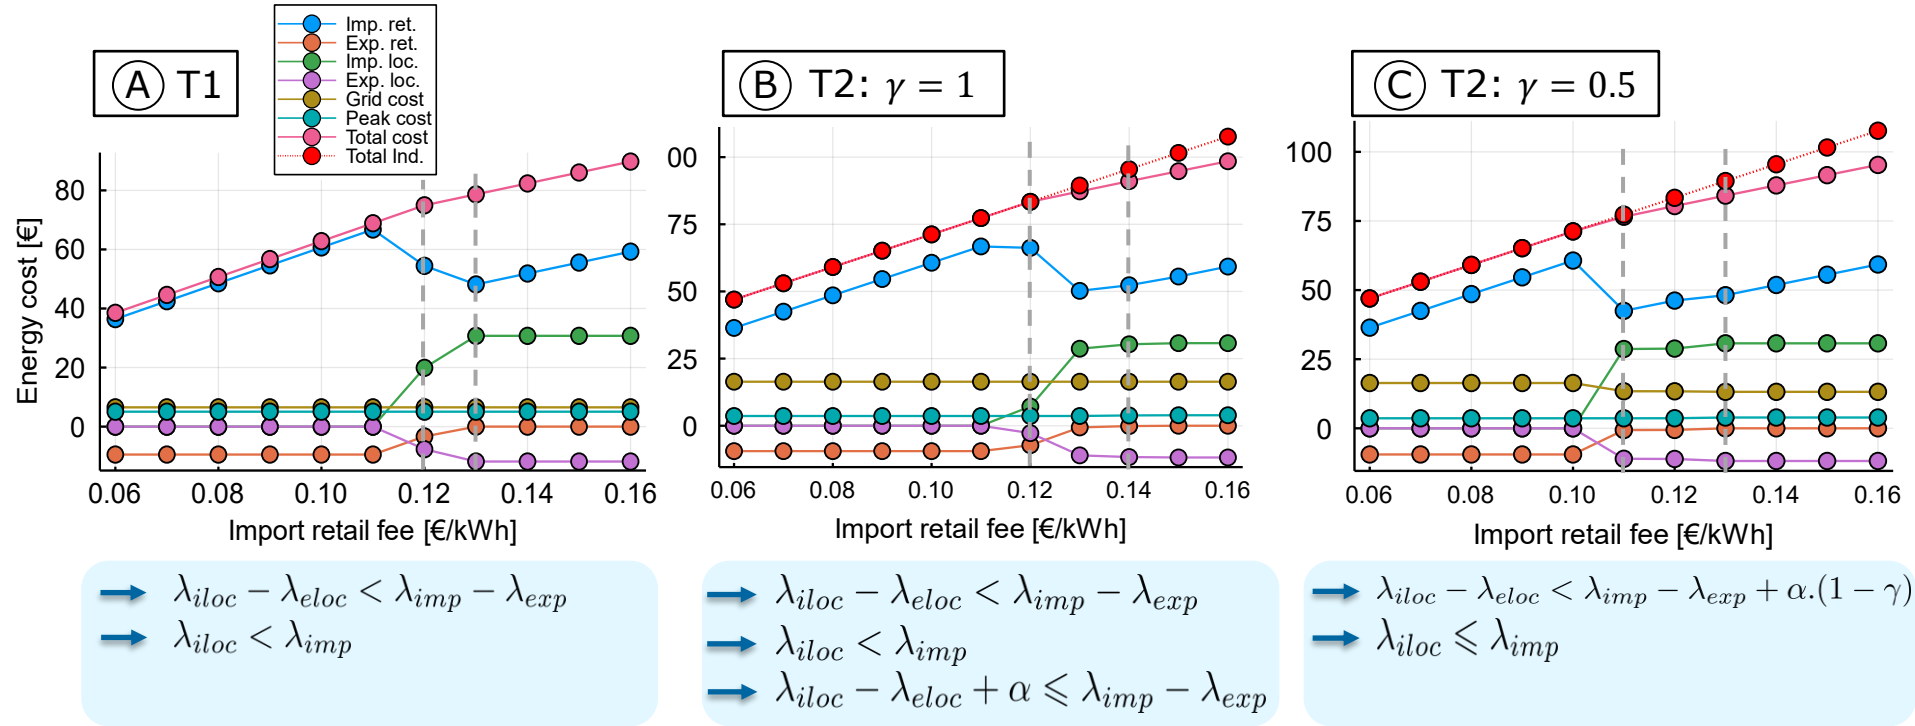 Imp. ret.
Exp. ret.
Imp. loc.
Exp. loc.
Grid cost
Peak cost
Total cost
Total Ind.
A T1
B T2: γ = 1
C T2: γ = 0.5
Energy cost [€]
80
60
40
20
0
0.06 0.08 0.10 0.12 0.14 0.16
Import retail fee [€/kWh]
00
75
50
25
0
0.06 0.08 0.10 0.12 0.14 0.16
Import retail fee [€/kWh]
100
75
50
25
0
0.06 0.08 0.10 0.12 0.14 0.16
Import retail fee [€/kWh]
λiloc − λeloc < λimp − λexp
λiloc < λimp
λiloc − λeloc < λimp − λexp
λiloc < λimp
λiloc − λeloc + α ⩽ λimp − λexp
λiloc − λeloc < λimp − λexp + α.(1 − γ)
λiloc ⩽ λimp